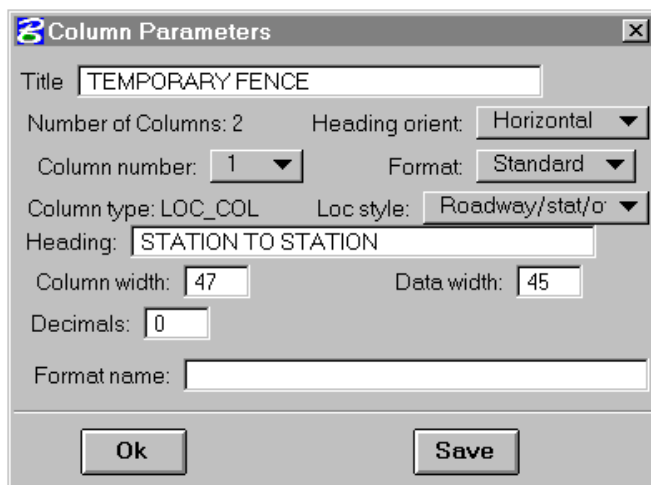 Column Parameters
Title TEMPORARY FENCE
Number of Columns: 2 Heading orient: Horizontal
Column number: 1 Format: Standard
Column type: LOC_COL Loc style: Roadway/stat/o
Heading: STATION TO STATION
Column width: 47 Data width: 45
Decimals: 0
Format name:
Ok Save